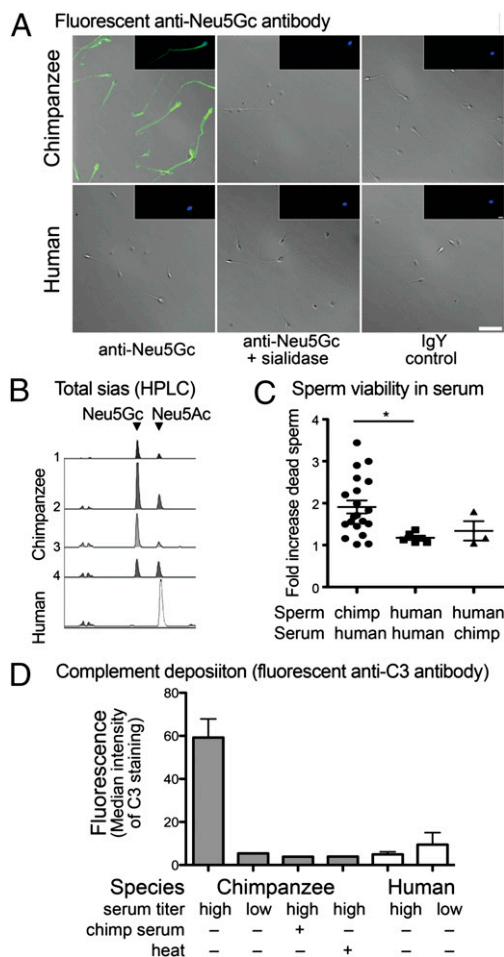 A Fluorescent anti-Neu5Gc antibody
Chimpanzee
Human
anti-Neu5Gc
anti-Neu5Gc
+ sialidase
IgY
control
B Total sias (HPLC)
Neu5Gc Neu5Ac
1
2
3
4
Chimpanzee
Human
C Sperm viability in serum
*
Fold increase dead sperm
4
3
2
1
0
Sperm chimp human human
Serum human human chimp
D Complement deposiiton (fluorescent anti-C3 antibody)
Fluorescence
(Median intensity
of C3 staining)
80
60
40
20
0
Species Chimpanzee Human
serum titer high low high high high low
chimp serum – – + – – –
heat – – – + – –